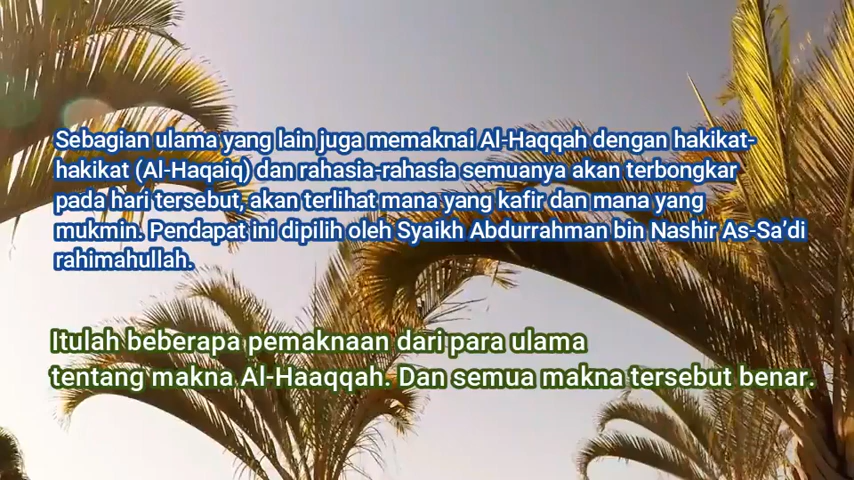 Sebagian ulama yang lain juga memaknai Al-Haqqah dengan hakikat-
hakikat (Al-Haqaiq) dan rahasia-rahasia semuanya akan terbongkar
pada hari tersebut, akan terlihat mana yang kafir dan mana yang
mukmin. Pendapat ini dipilih oleh Syaikh Abdurrahman bin Nashir As-Sa’di
rahimahullah.
Itulah beberapa pemaknaan dari para ulama
tentang makna Al-Haaqqah. Dan semua makna tersebut benar.